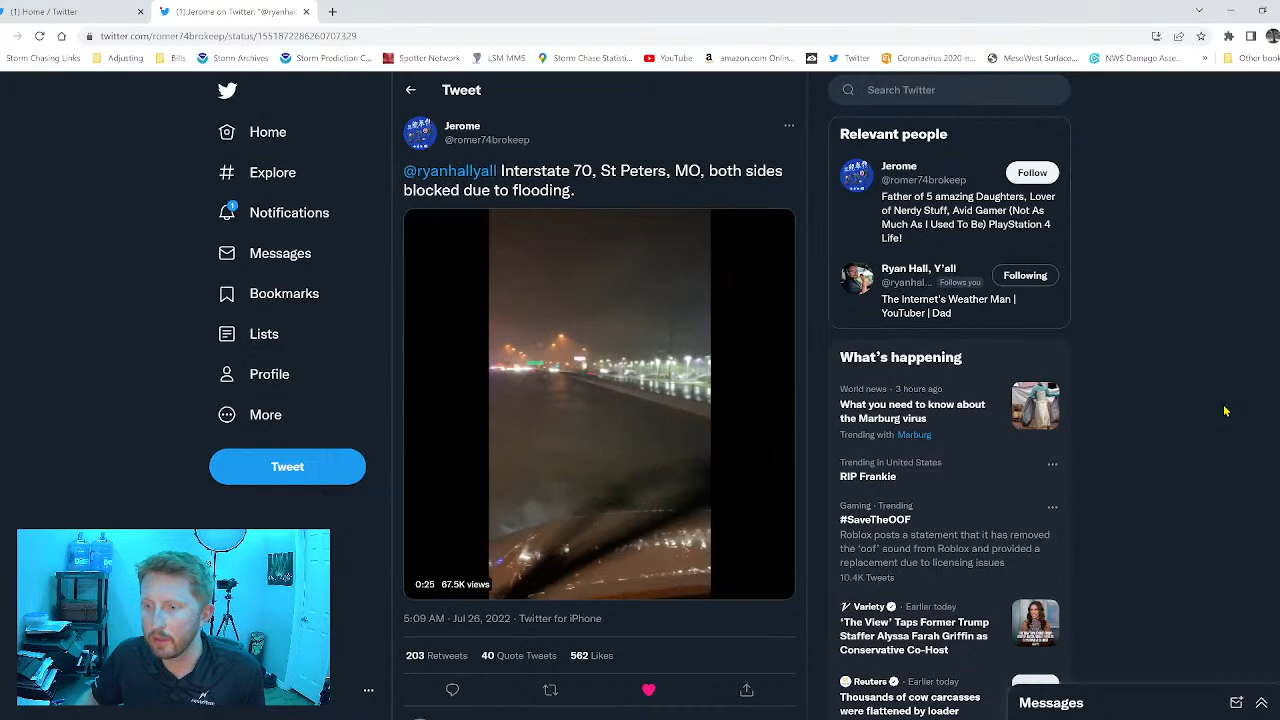 (1) Home / Twitter
(1) Jerome on Twitter: "@ryanhal
twitter.com/romer74brokeep/status/1551872286260707329
Storm Chasing Links
Adjusting
Bills
Storm Archives
Storm Prediction C...
Spotter Network
LSM MMS
Storm Chase Statisti...
YouTube
amazon.com Onlin...
Twitter
Coronavirus 2020-n...
MesoWest Surface...
NWS Damage Asse...
»
Other book
Home
Explore
1
Notifications
Messages
Bookmarks
Lists
Profile
More
Tweet
Tweet
Jerome
@romer74brokeep
@ryanhallyall Interstate 70, St Peters, MO, both sides
blocked due to flooding.
0:25 67.5K views
5:09 AM · Jul 26, 2022 · Twitter for iPhone
203 Retweets 40 Quote Tweets 562 Likes
Search Twitter
Relevant people
Jerome
@romer74brokeep
Follow
Father of 5 amazing Daughters, Lover
of Nerdy Stuff, Avid Gamer (Not As
Much As I Used To Be) PlayStation 4
Life!
Ryan Hall, Y'all
@ryanhal... Follows you
Following
The Internet's Weather Man |
YouTuber | Dad
What's happening
World news · 3 hours ago
What you need to know about
the Marburg virus
Trending with Marburg
Trending in United States
RIP Frankie
Gaming · Trending
#SaveTheOOF
Roblox posts a statement that it has removed
the 'oof' sound from Roblox and provided a
replacement due to licensing issues
10.4K Tweets
Variety · Earlier today
'The View' Taps Former Trump
Staffer Alyssa Farah Griffin as
Conservative Co-Host
Reuters · Earlier today
Thousands of cow carcasses
were flattened by loader
Messages